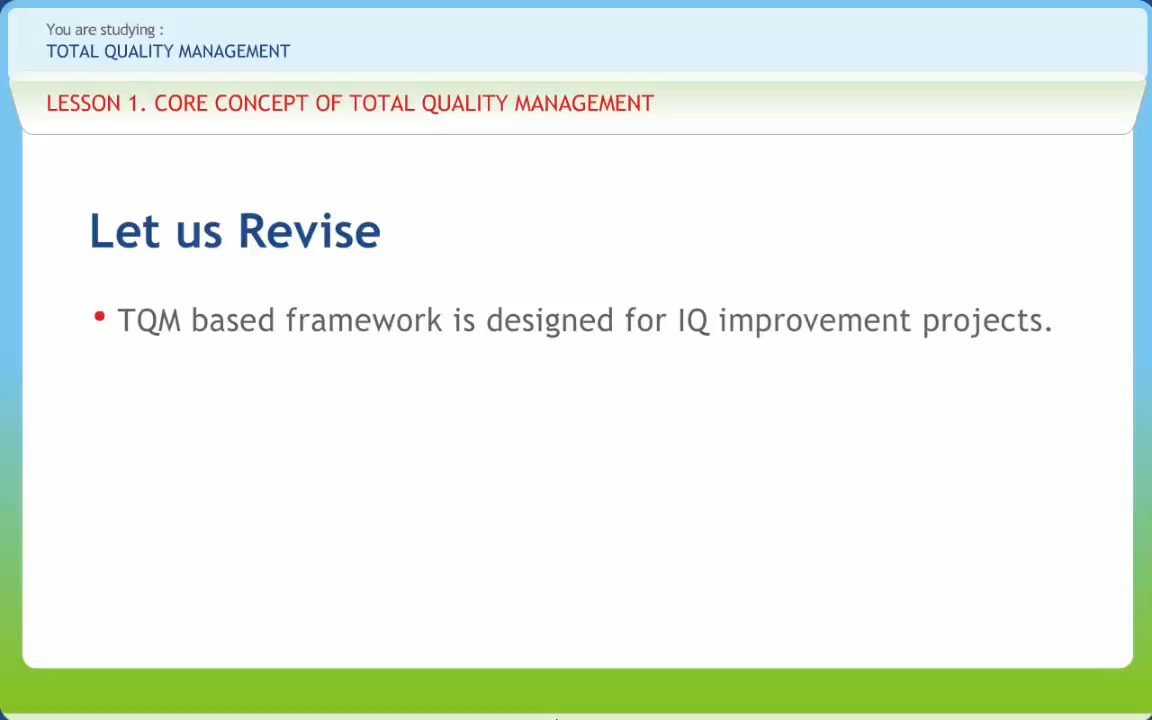 You are studying :
TOTAL QUALITY MANAGEMENT
LESSON 1. CORE CONCEPT OF TOTAL QUALITY MANAGEMENT
Let us Revise
• TQM based framework is designed for IQ improvement projects.